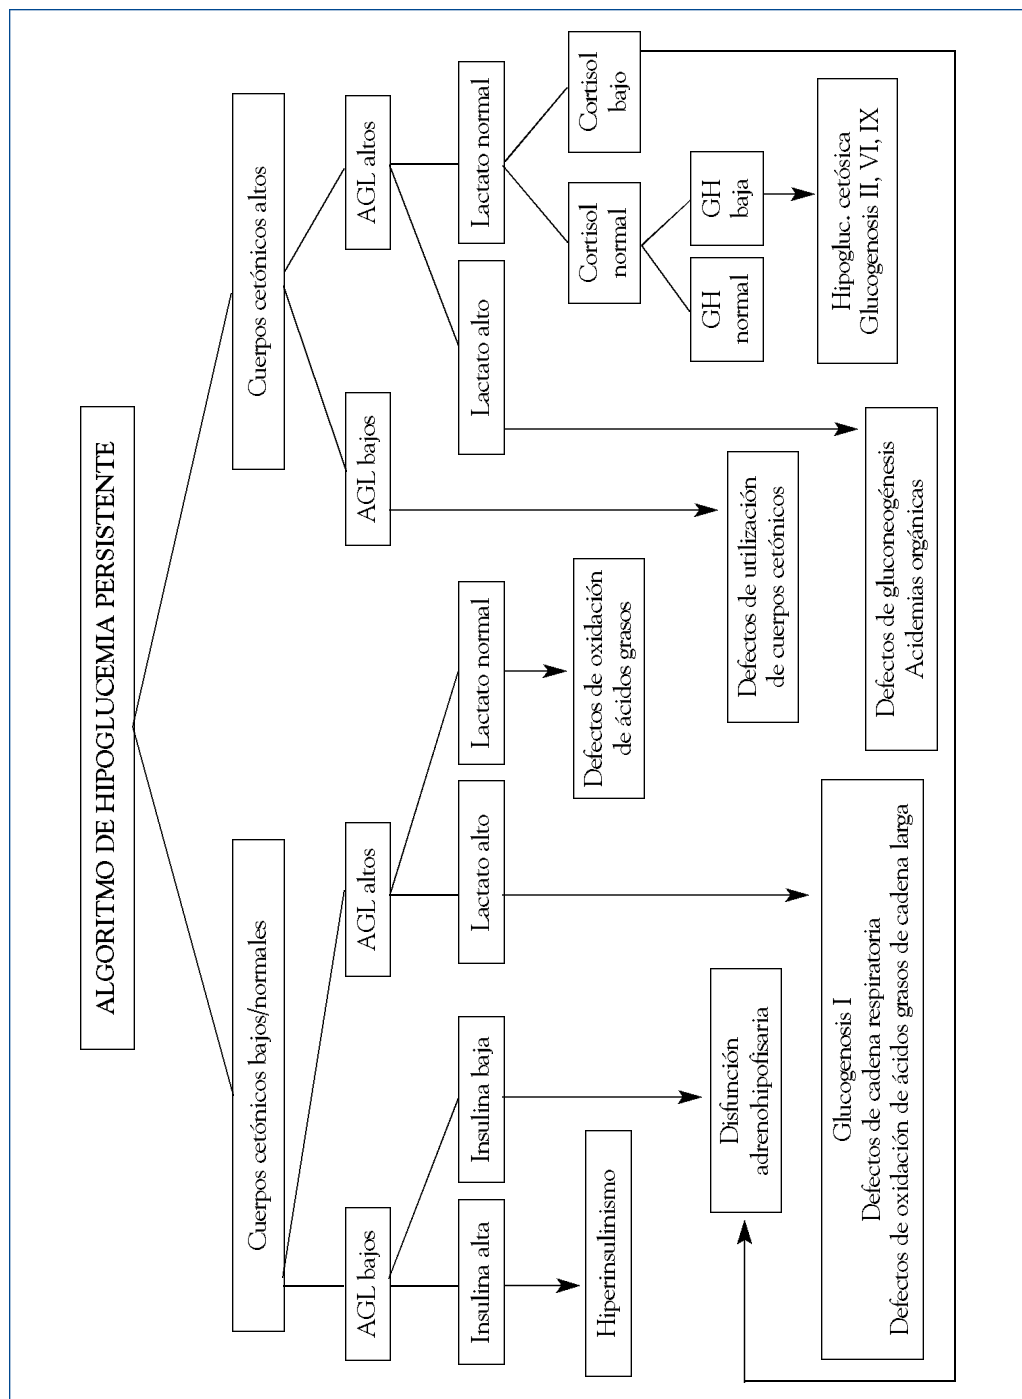 ALGORITMO DE HIPOGLUCEMIA PERSISTENTE
Cuerpos cetónicos bajos/normales
Cuerpos cetónicos altos
AGL bajos
AGL altos
AGL bajos
AGL altos
Insulina alta
Insulina baja
Lactato alto
Lactato normal
Lactato alto
Lactato normal
Hiperinsulinismo
Defectos de oxidación
de ácidos grasos
Cortisol
normal
Cortisol
bajo
Disfunción
adrenohipofisaria
Defectos de utilización
de cuerpos cetónicos
GH
normal
GH
baja
Glucogenosis I
Defectos de cadena respiratoria
Defectos de oxidación de ácidos grasos de cadena larga
Defectos de gluconeogénesis
Acidemias orgánicas
Hipogluc. cetósica
Glucogenosis II, VI, IX